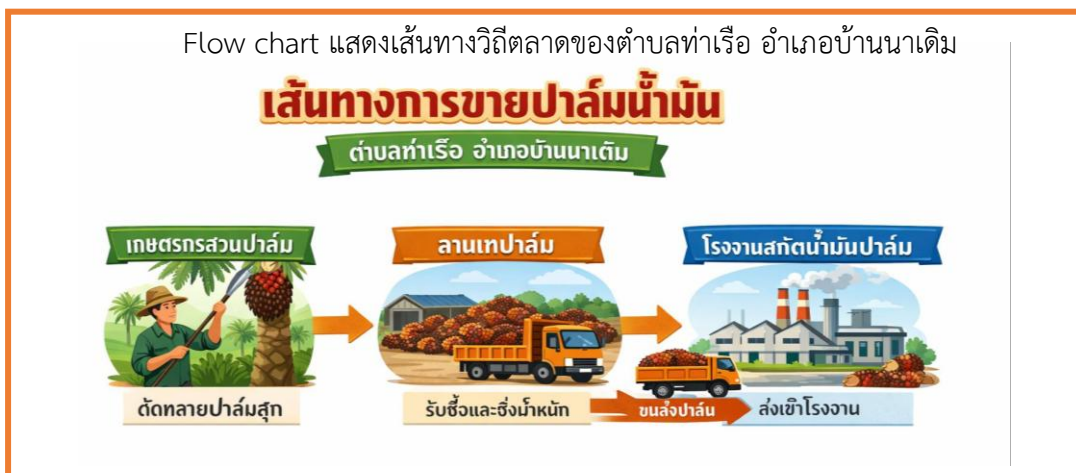 Flow chart แสดงเส้นทางวิถีตลาดของตำบลท่าเรือ อำเภอบ้านนาเดิม
เส้นทางการขายปาล์มน้ำมัน
ตำบลท่าเรือ อำเภอบ้านนาเติม
เกษตรกรสวนปาล์ม
ลานเทปาล์ม
โรงงานสกัดน้ำมันปาล์ม
ตัดทลายปาล์มสุก
รับซื้อและชั่งน้ำหนัก
ขนส่งปาล์น
ส่งเข้าโรงงาน